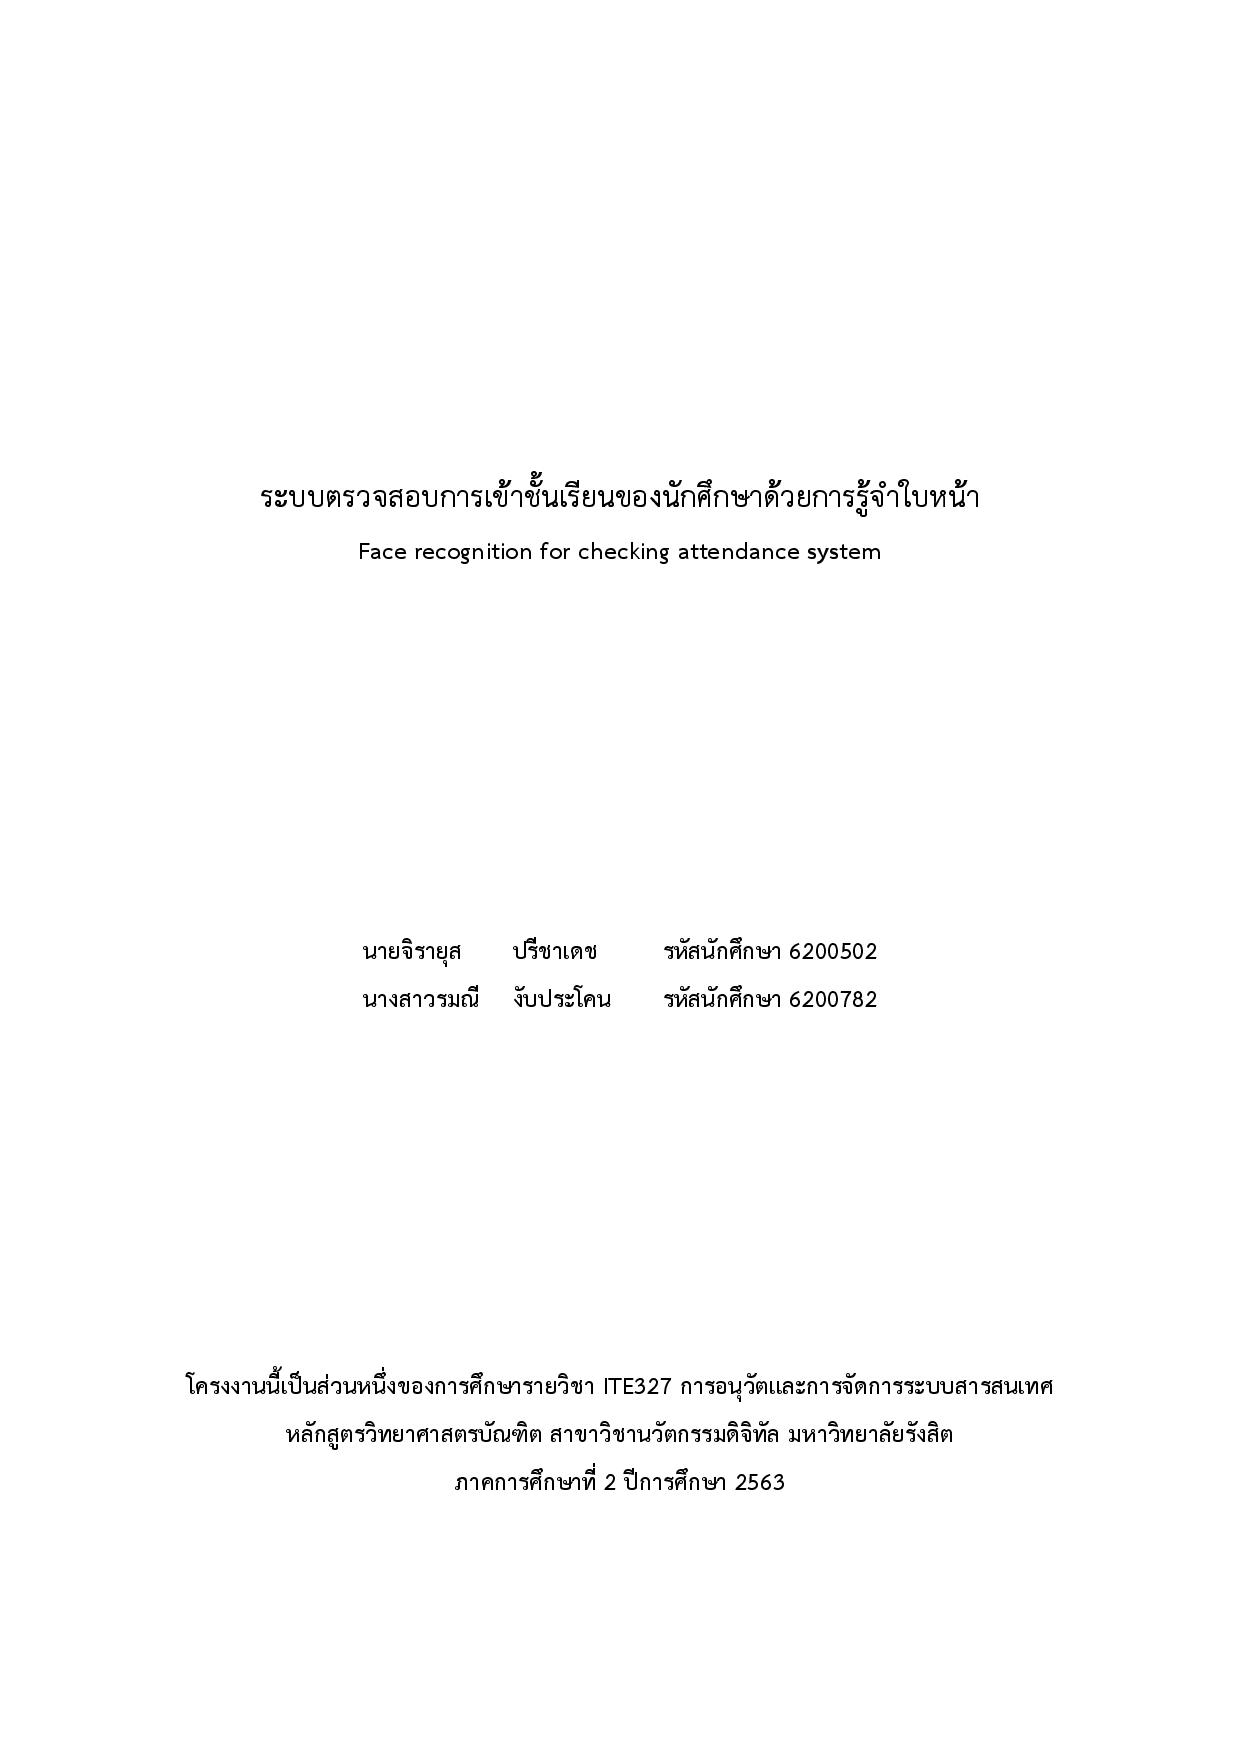 ระบบตรวจสอบการเข้าชั้นเรียนของนักศึกษาด้วยการรู้จำใบหน้า
Face recognition for checking attendance system
นายจิรายุส ปรีชาเดช รหัสนักศึกษา 6200502
นางสาวรมณี งับประโคน รหัสนักศึกษา 6200782
โครงงานนี้เป็นส่วนหนึ่งของการศึกษารายวิชา ITE327 การอนุวัตและการจัดการระบบสารสนเทศ
หลักสูตรวิทยาศาสตรบัณฑิต สาขาวิชานวัตกรรมดิจิทัล มหาวิทยาลัยรังสิต
ภาคการศึกษาที่ 2 ปีการศึกษา 2563